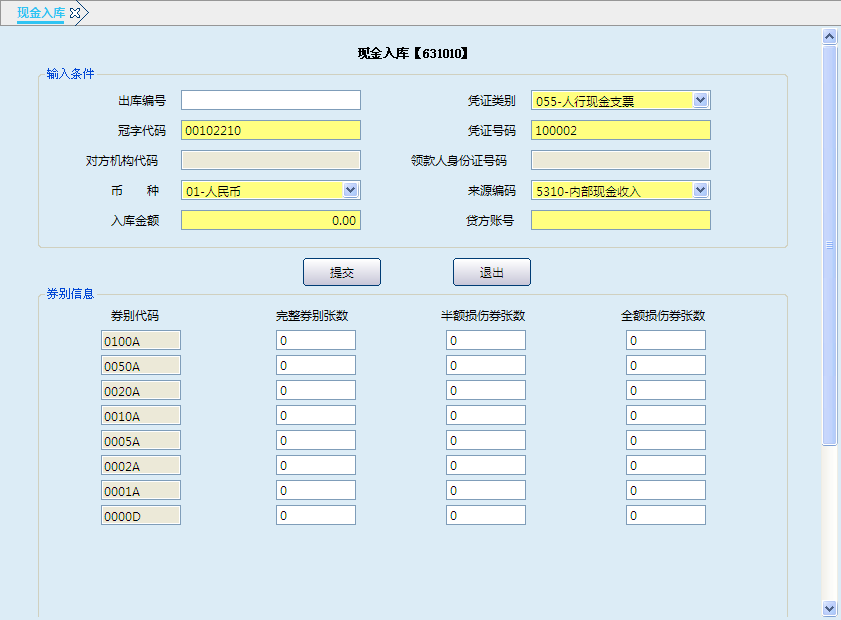 现金入库
现金入库【631010】
输入条件
出库编号 凭证类别 055-人行现金支票
冠字代码 00102210 凭证号码 100002
对方机构代码 领款人身份证号码
币 种 01-人民币 来源编码 5310-内部现金收入
入库金额 0.00 贷方账号
提交 退出
券别信息
券别代码 完整券别张数 半额损伤券张数 全额损伤券张数
0100A 0 0 0
0050A 0 0 0
0020A 0 0 0
0010A 0 0 0
0005A 0 0 0
0002A 0 0 0
0001A 0 0 0
0000D 0 0 0